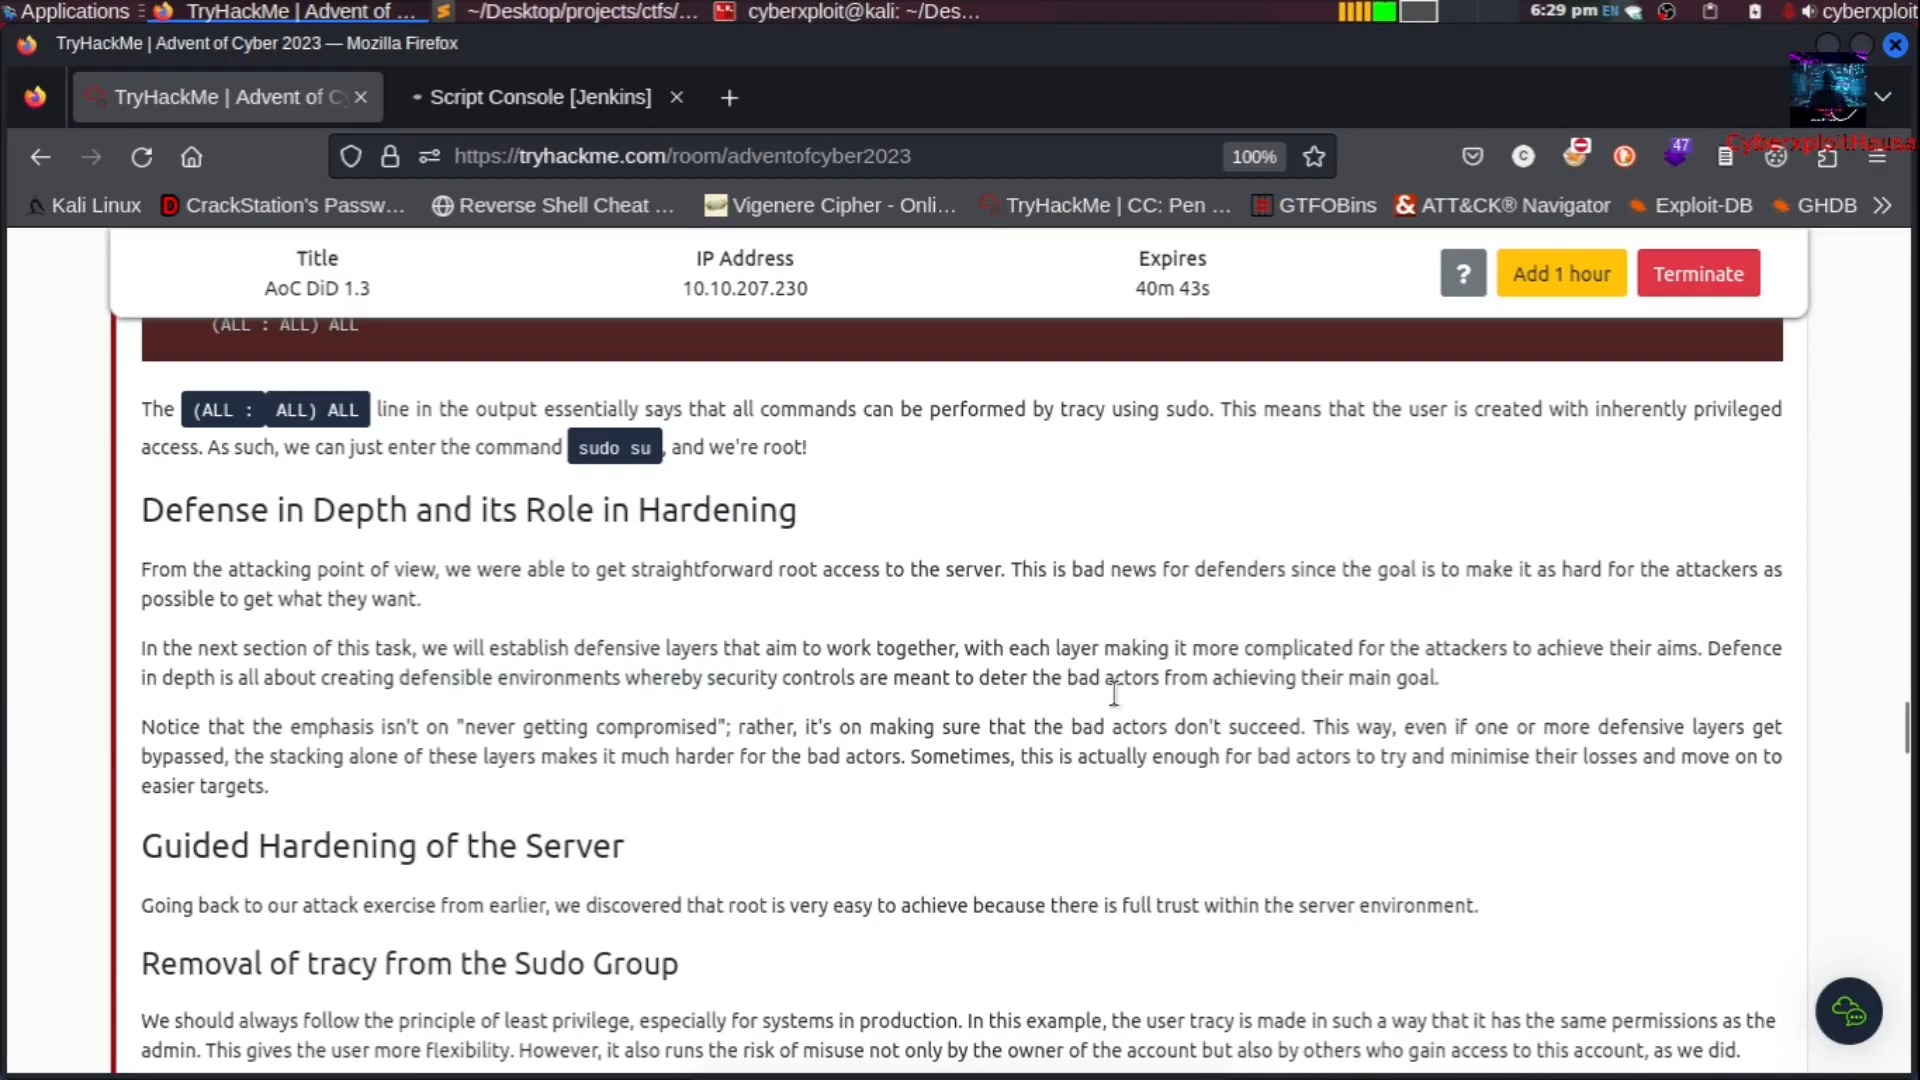 Applications
TryHackMe | Advent of ...
~/Desktop/projects/ctfs/...
cyberxploit@kali: ~/Des...
6:29 pm EN
cyberxploit
TryHackMe | Advent of Cyber 2023 — Mozilla Firefox
TryHackMe | Advent of C
Script Console [Jenkins]
https://tryhackme.com/room/adventofcyber2023
100%
47
CyberxploitHausa
Kali Linux
CrackStation's Passw...
Reverse Shell Cheat ...
Vigenere Cipher - Onli...
TryHackMe | CC: Pen ...
GTFOBins
ATT&CK® Navigator
Exploit-DB
GHDB
Title
IP Address
Expires
AoC DiD 1.3
10.10.207.230
40m 43s
?
Add 1 hour
Terminate
(ALL : ALL) ALL
The (ALL : ALL) ALL line in the output essentially says that all commands can be performed by tracy using sudo. This means that the user is created with inherently privileged
access. As such, we can just enter the command sudo su, and we're root!
Defense in Depth and its Role in Hardening
From the attacking point of view, we were able to get straightforward root access to the server. This is bad news for defenders since the goal is to make it as hard for the attackers as
possible to get what they want.
In the next section of this task, we will establish defensive layers that aim to work together, with each layer making it more complicated for the attackers to achieve their aims. Defence
in depth is all about creating defensible environments whereby security controls are meant to deter the bad actors from achieving their main goal.
Notice that the emphasis isn't on "never getting compromised"; rather, it's on making sure that the bad actors don't succeed. This way, even if one or more defensive layers get
bypassed, the stacking alone of these layers makes it much harder for the bad actors. Sometimes, this is actually enough for bad actors to try and minimise their losses and move on to
easier targets.
Guided Hardening of the Server
Going back to our attack exercise from earlier, we discovered that root is very easy to achieve because there is full trust within the server environment.
Removal of tracy from the Sudo Group
We should always follow the principle of least privilege, especially for systems in production. In this example, the user tracy is made in such a way that it has the same permissions as the
admin. This gives the user more flexibility. However, it also runs the risk of misuse not only by the owner of the account but also by others who gain access to this account, as we did.